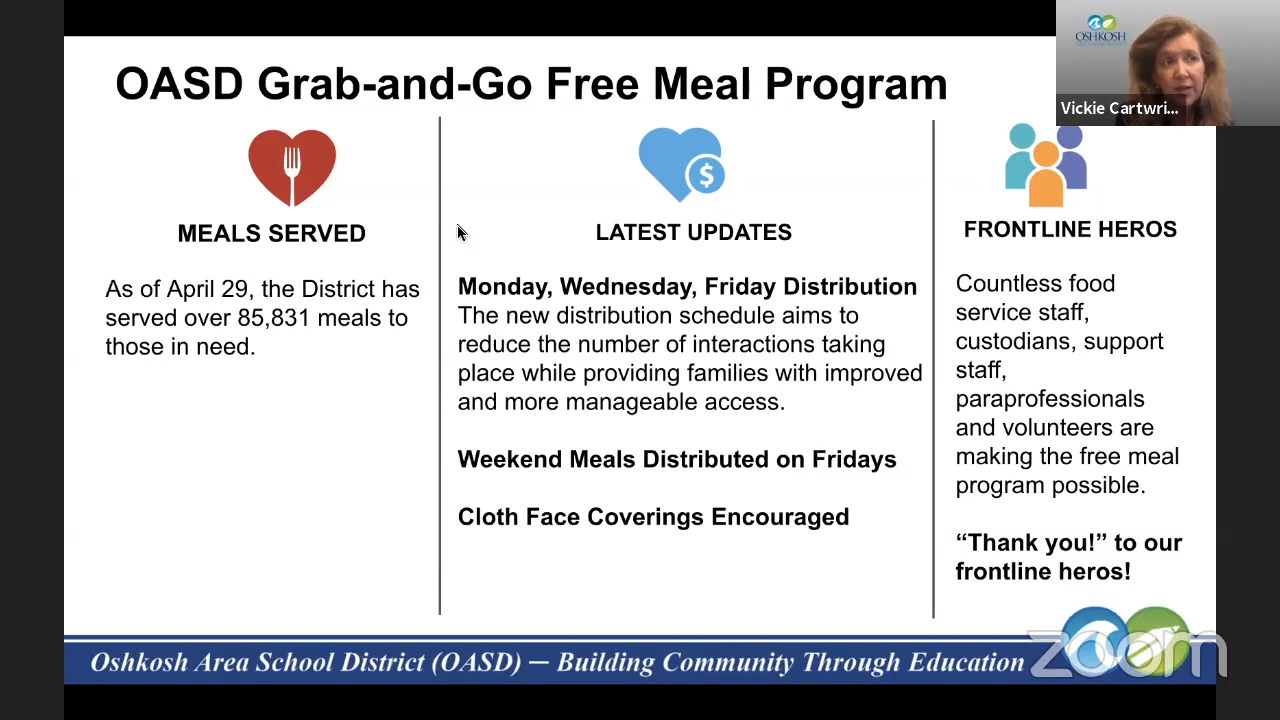 OASD Grab-and-Go Free Meal Program
OSHKOSH
Vickie Cartwri...
MEALS SERVED
As of April 29, the District has
served over 85,831 meals to
those in need.
$
LATEST UPDATES
Monday, Wednesday, Friday Distribution
The new distribution schedule aims to
reduce the number of interactions taking
place while providing families with improved
and more manageable access.
Weekend Meals Distributed on Fridays
Cloth Face Coverings Encouraged
FRONTLINE HEROS
Countless food
service staff,
custodians, support
staff,
paraprofessionals
and volunteers are
making the free meal
program possible.
“Thank you!” to our
frontline heros!
Oshkosh Area School District (OASD) — Building Community Through Education
zoom